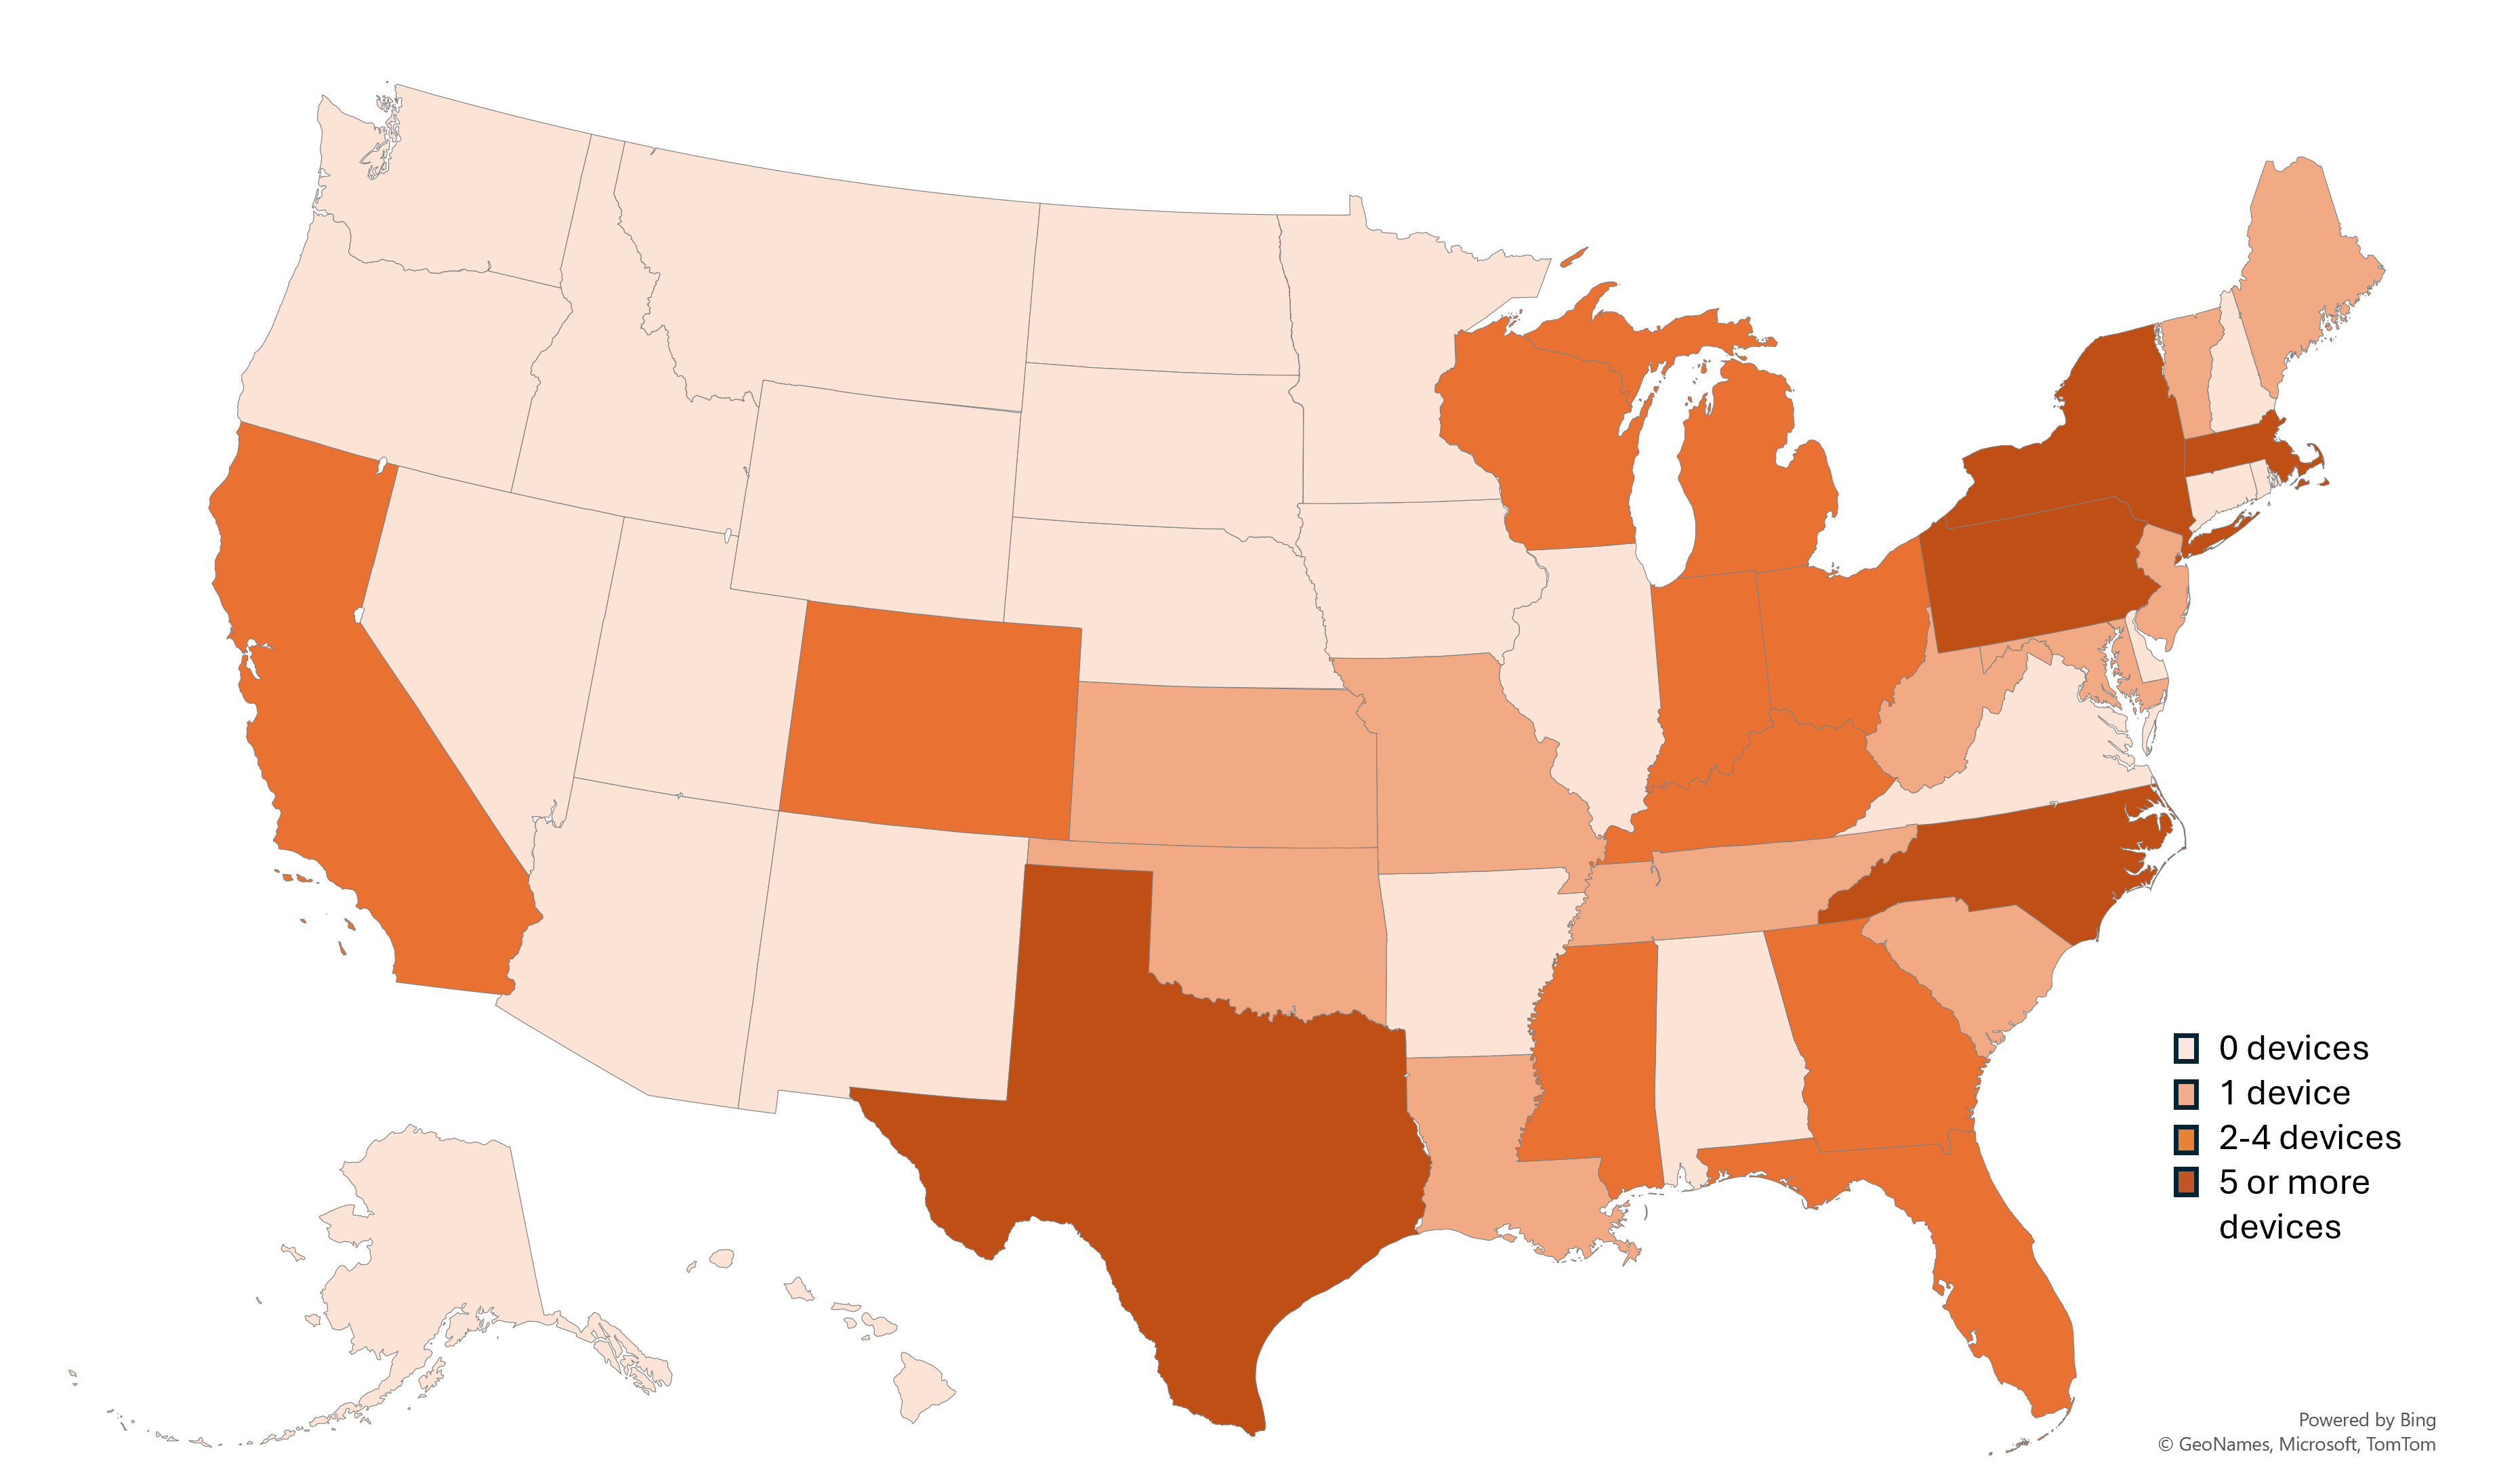 0 devices
1 device
2-4 devices
5 or more
devices
Powered by Bing
© GeoNames, Microsoft, TomTom